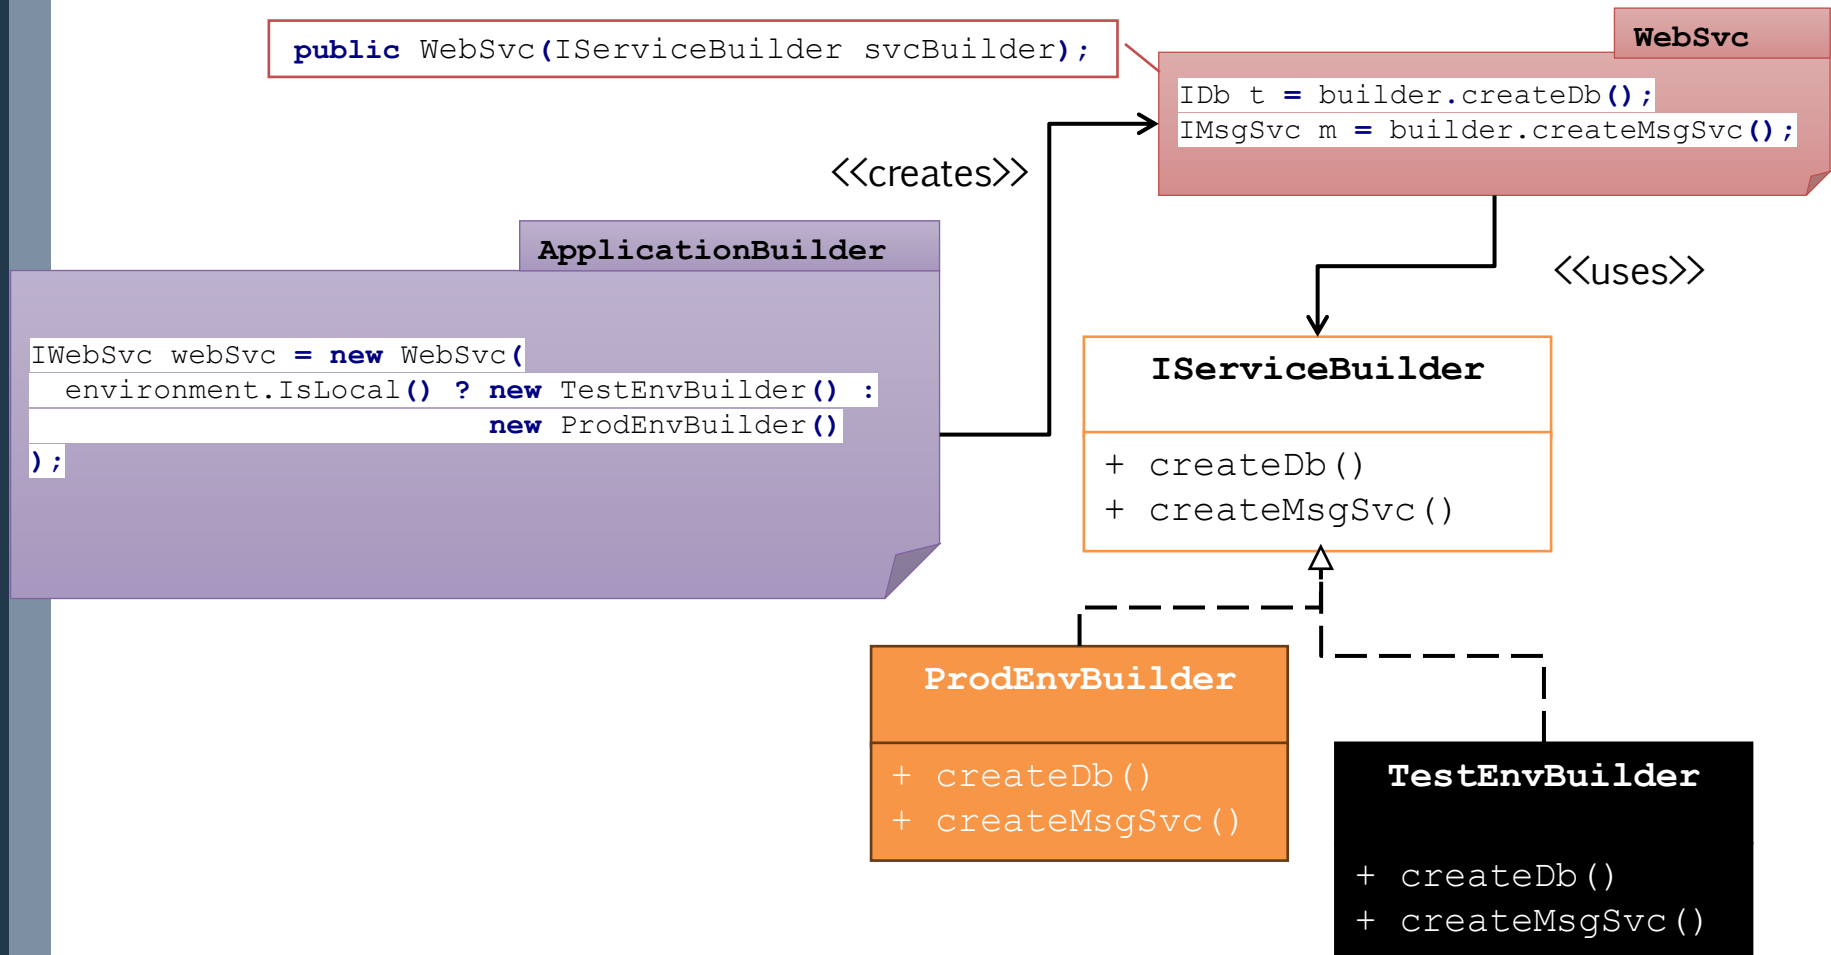 public WebSvc(IServiceBuilder svcBuilder);
WebSvc
IDb t = builder.createDb();
IMsgSvc m = builder.createMsgSvc();
<<creates>>
ApplicationBuilder
IWebSvc webSvc = new WebSvc(
environment.IsLocal() ? new TestEnvBuilder() :
new ProdEnvBuilder()
);
<<uses>>
IServiceBuilder
+ createDb()
+ createMsgSvc()
ProdEnvBuilder
+ createDb()
+ createMsgSvc()
TestEnvBuilder
+ createDb()
+ createMsgSvc()